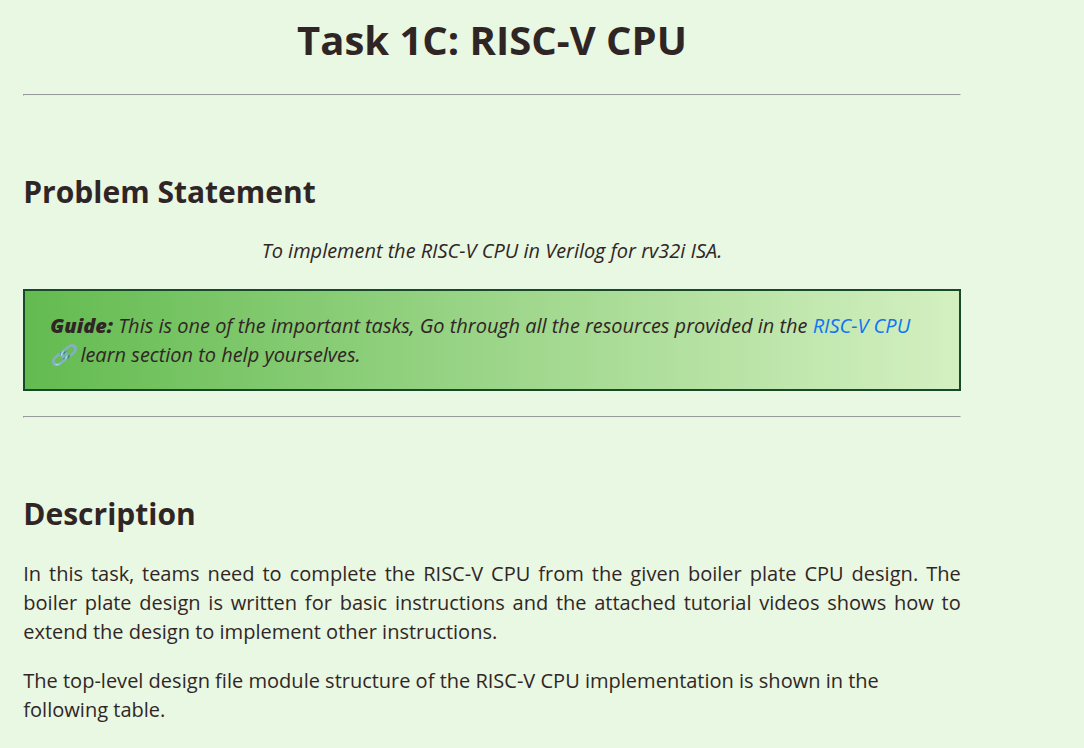 Task 1C: RISC-V CPU
Problem Statement
To implement the RISC-V CPU in Verilog for rv32i ISA.
Guide: This is one of the important tasks, Go through all the resources provided in the RISC-V CPU
learn section to help yourselves.
Description
In this task, teams need to complete the RISC-V CPU from the given boiler plate CPU design. The
boiler plate design is written for basic instructions and the attached tutorial videos shows how to
extend the design to implement other instructions.
The top-level design file module structure of the RISC-V CPU implementation is shown in the
following table.